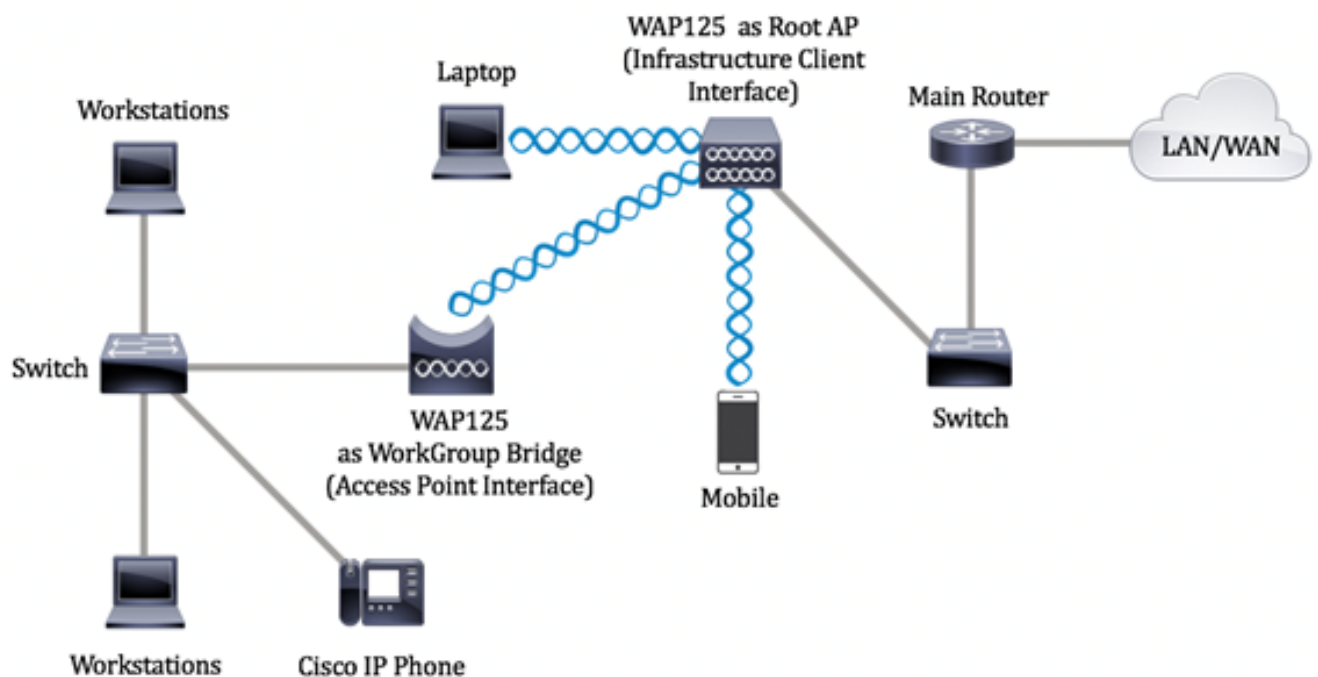 WAP125 as Root AP
(Infrastructure Client
Interface)
Laptop
Main Router
Workstations
LAN/WAN
Switch
WAP125
as WorkGroup Bridge
(Access Point Interface)
Switch
Mobile
Workstations
Cisco IP Phone